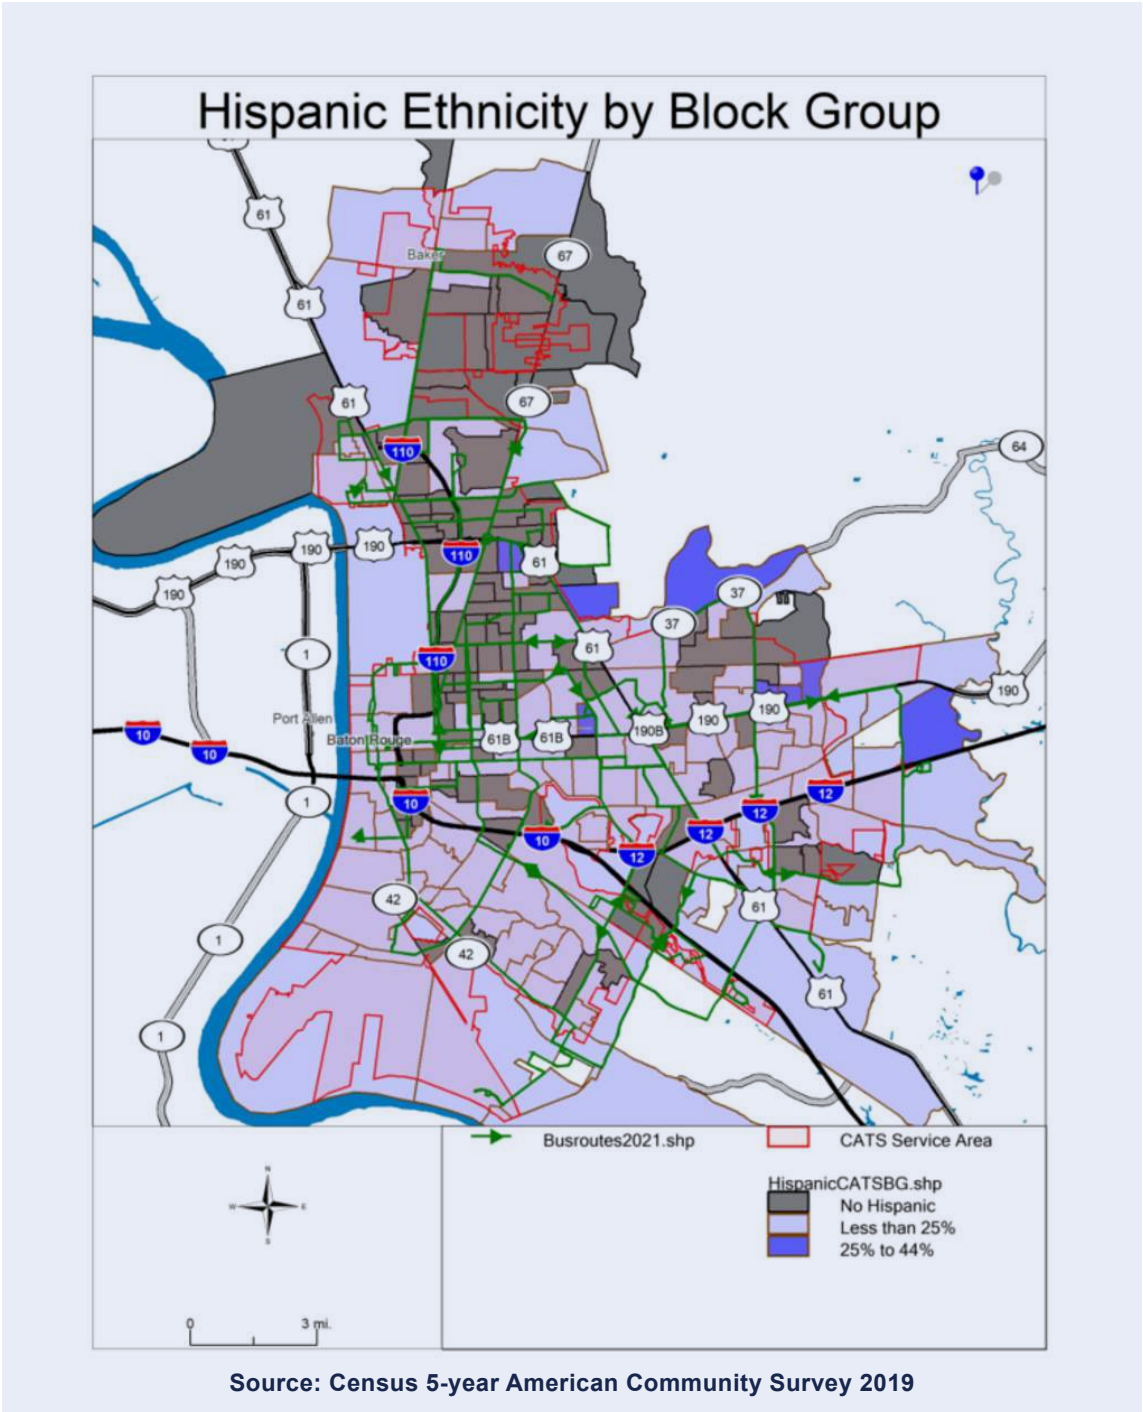 Hispanic Ethnicity by Block Group
61
67
Baker
61
61
67
110
64
190
190
190
110
61
190
37
37
61
1
110
190
Port Allen
10
10
Baton Rouge
61B
61B
190B
190
190
1
10
10
12
12
12
12
42
61
1
42
61
1
Busroutes2021.shp
CATS Service Area
HispanicCATSBG.shp
No Hispanic
Less than 25%
25% to 44%
N
W
E
S
0
3 mi.
Source: Census 5-year American Community Survey 2019